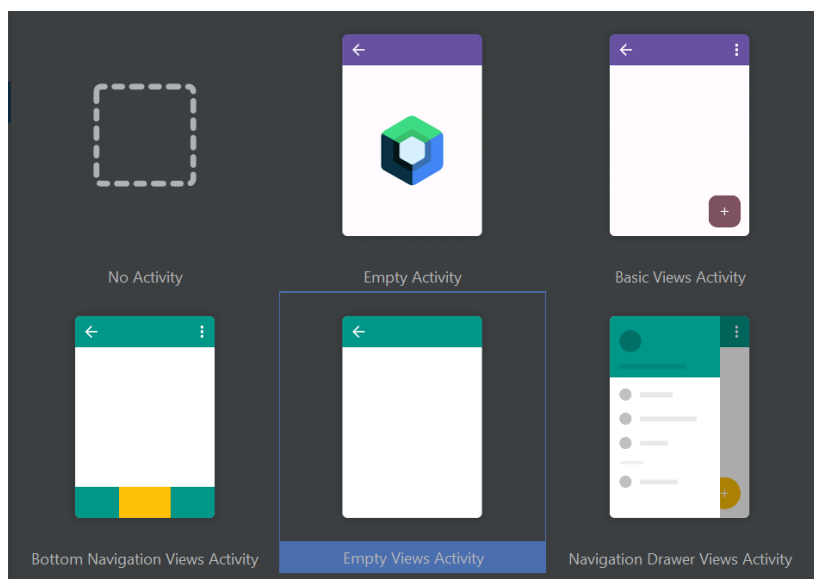 No Activity
Empty Activity
Basic Views Activity
Bottom Navigation Views Activity
Empty Views Activity
Navigation Drawer Views Activity